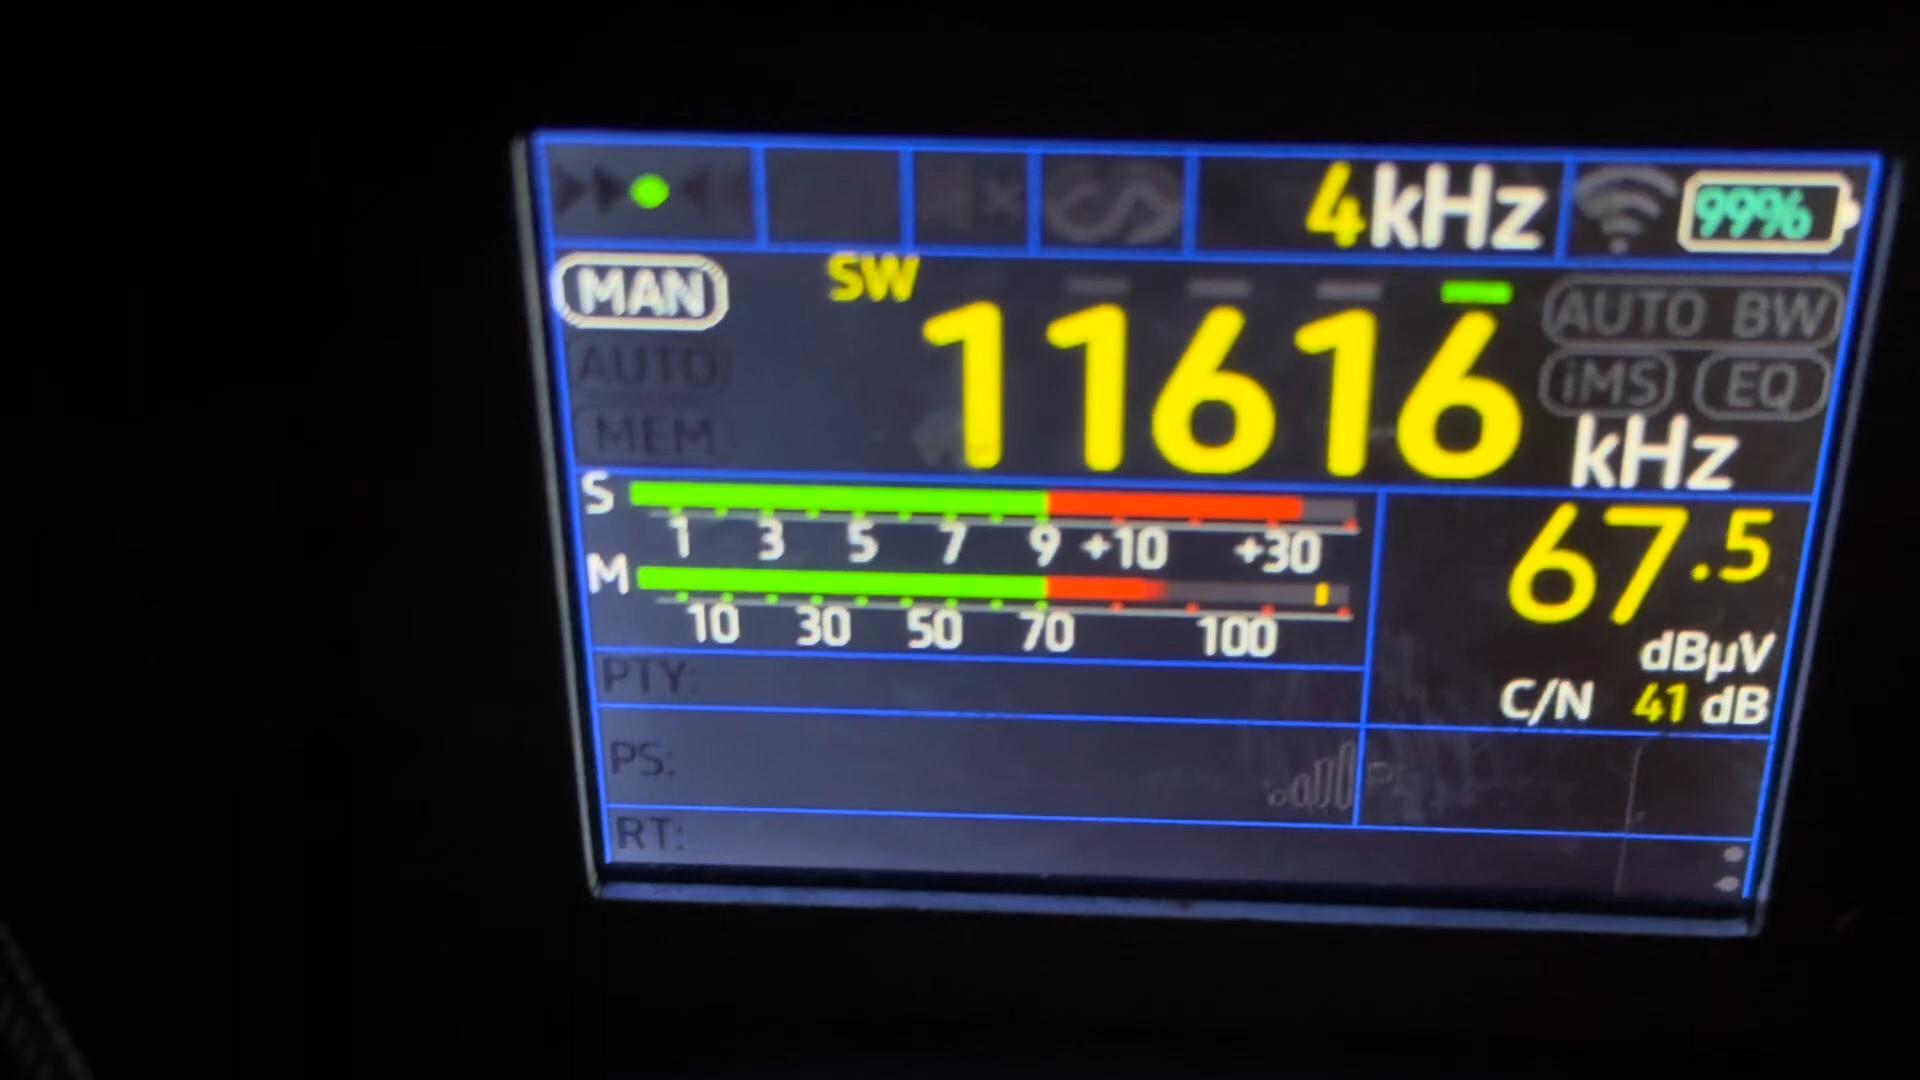 4kHz 99%
MAN SW AUTO BW
11616 kHz
AUTO iMS EQ
MEM
S
1 3 5 7 9 +10 +30
67.5
M
10 30 50 70 100
dBµV
PTY:
C/N 41 dB
PS:
RT: